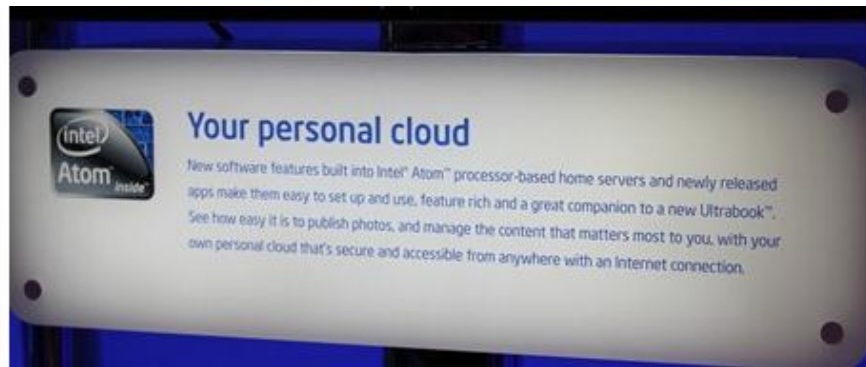 intel
Atom
inside™
Your personal cloud
New software features built into Intel® Atom™ processor-based home servers and newly released
apps make them easy to set up and use, feature rich and a great companion to a new Ultrabook™.
See how easy it is to publish photos, and manage the content that matters most to you, with your
own personal cloud that's secure and accessible from anywhere with an Internet connection.